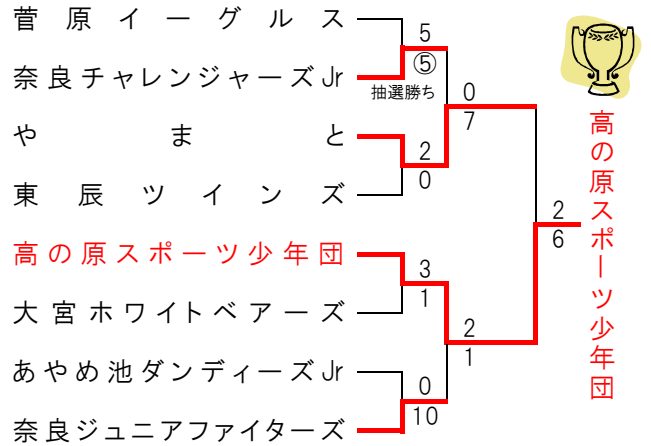 菅原イーグルス
奈良チャレンジャーズJr
やまと
東辰ツインズ
高の原スポーツ少年団
大宮ホワイトベアーズ
あやめ池ダンディーズJr
奈良ジュニアファイターズ
5
⑤
抽選勝ち
2
0
3
1
0
10
0
7
2
1
2
6
高の原スポーツ少年団